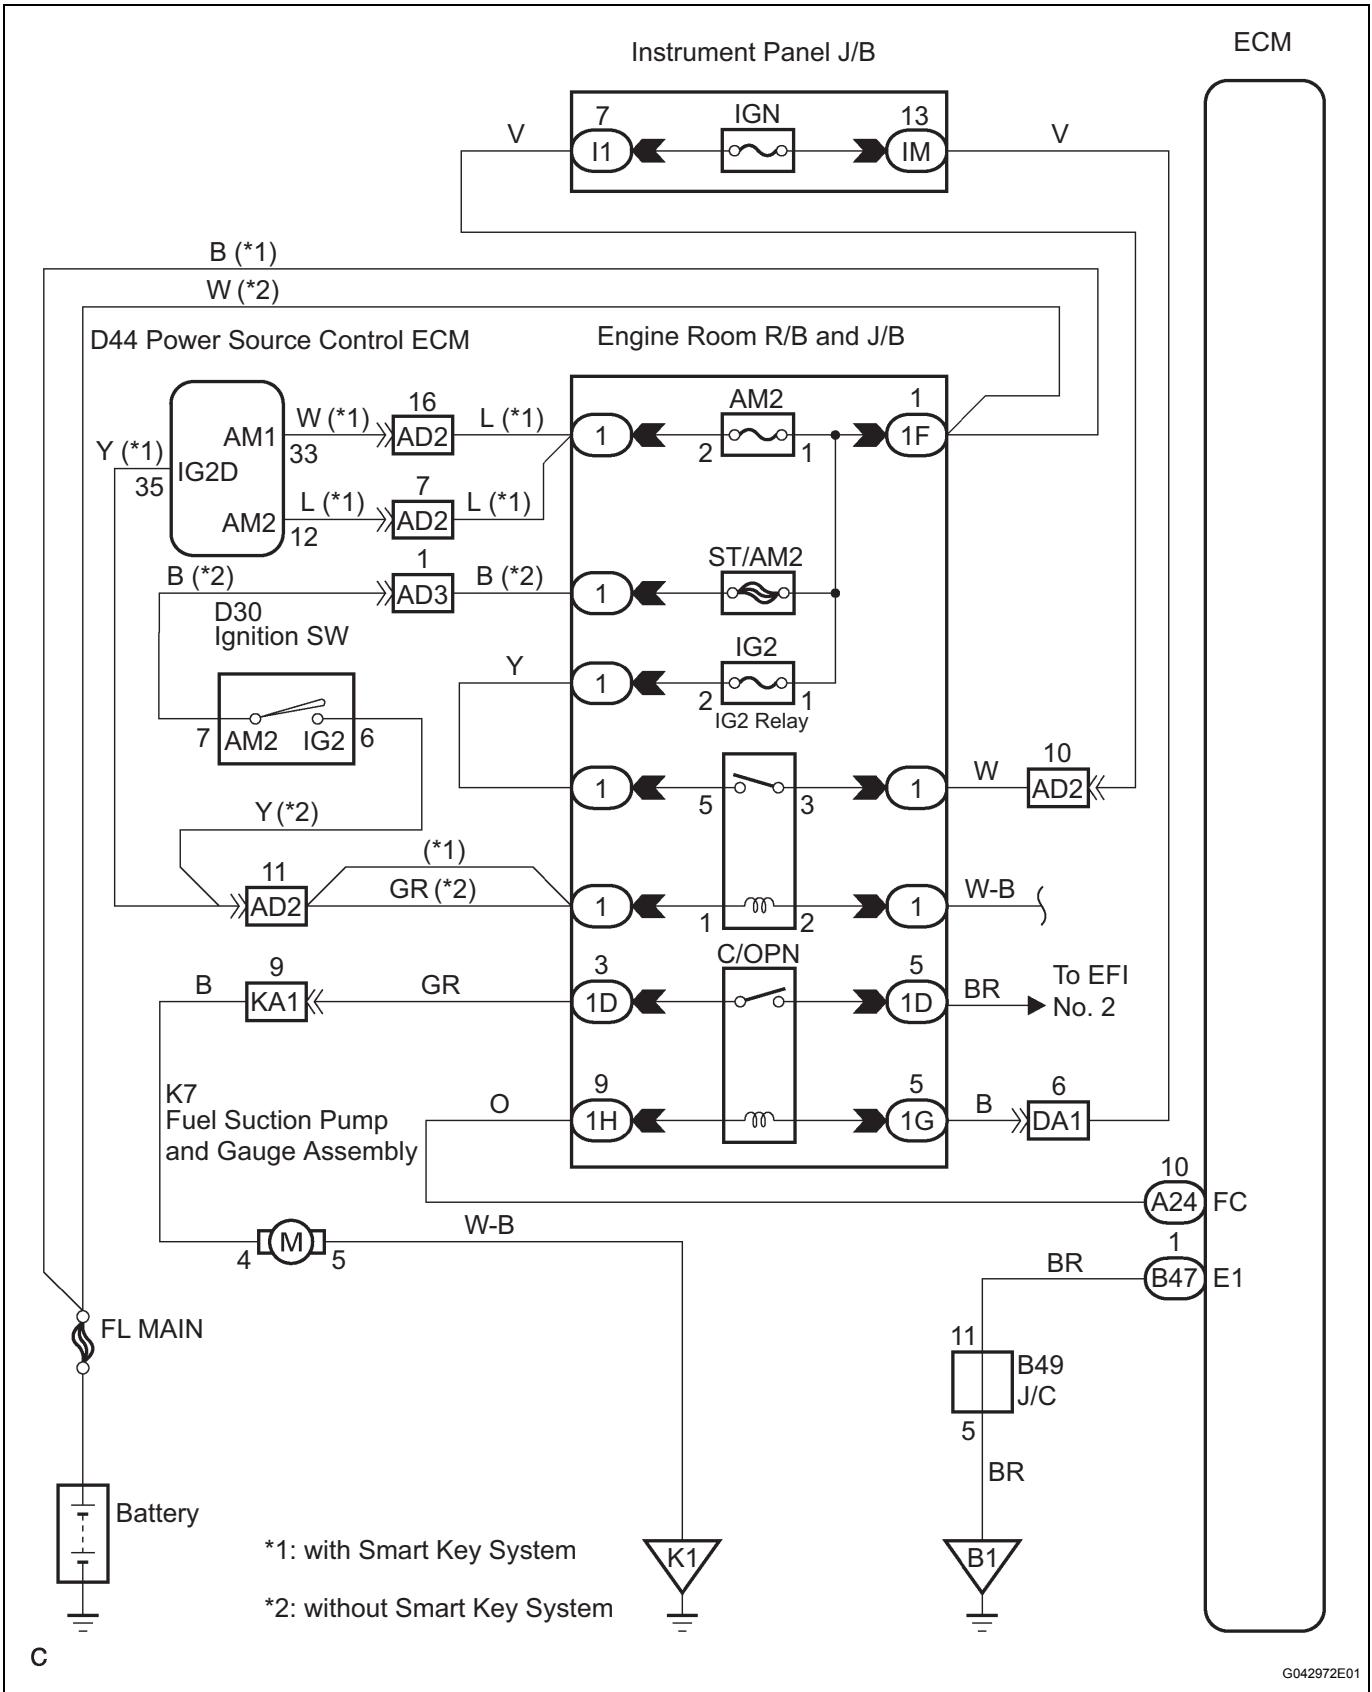 Instrument Panel J/B
ECM
7
IGN
13
V
I1
IM
V
B (*1)
W (*2)
D44 Power Source Control ECM
Engine Room R/B and J/B
AM2
1
16
W (*1)
AD2
L (*1)
1
1F
Y (*1)
AM1
33
2
1
35
IG2D
7
L (*1)
AD2
L (*1)
AM2
12
1
ST/AM2
B (*2)
AD3
B (*2)
1
D30
Ignition SW
IG2
Y
1
2
1
IG2 Relay
7
AM2
IG2
6
10
1
1
W
AD2
5
3
Y (*2)
(*1)
11
GR (*2)
AD2
1
1
W-B
1
2
C/OPN
9
3
5
To EFI
No. 2
B
KA1
GR
1D
1D
BR
K7
Fuel Suction Pump
and Gauge Assembly
9
5
6
O
1H
1G
B
DA1
10
A24
FC
W-B
4
M
5
1
BR
B47
E1
FL MAIN
11
B49
J/C
5
BR
Battery
*1: with Smart Key System
K1
B1
*2: without Smart Key System
C
G042972E01